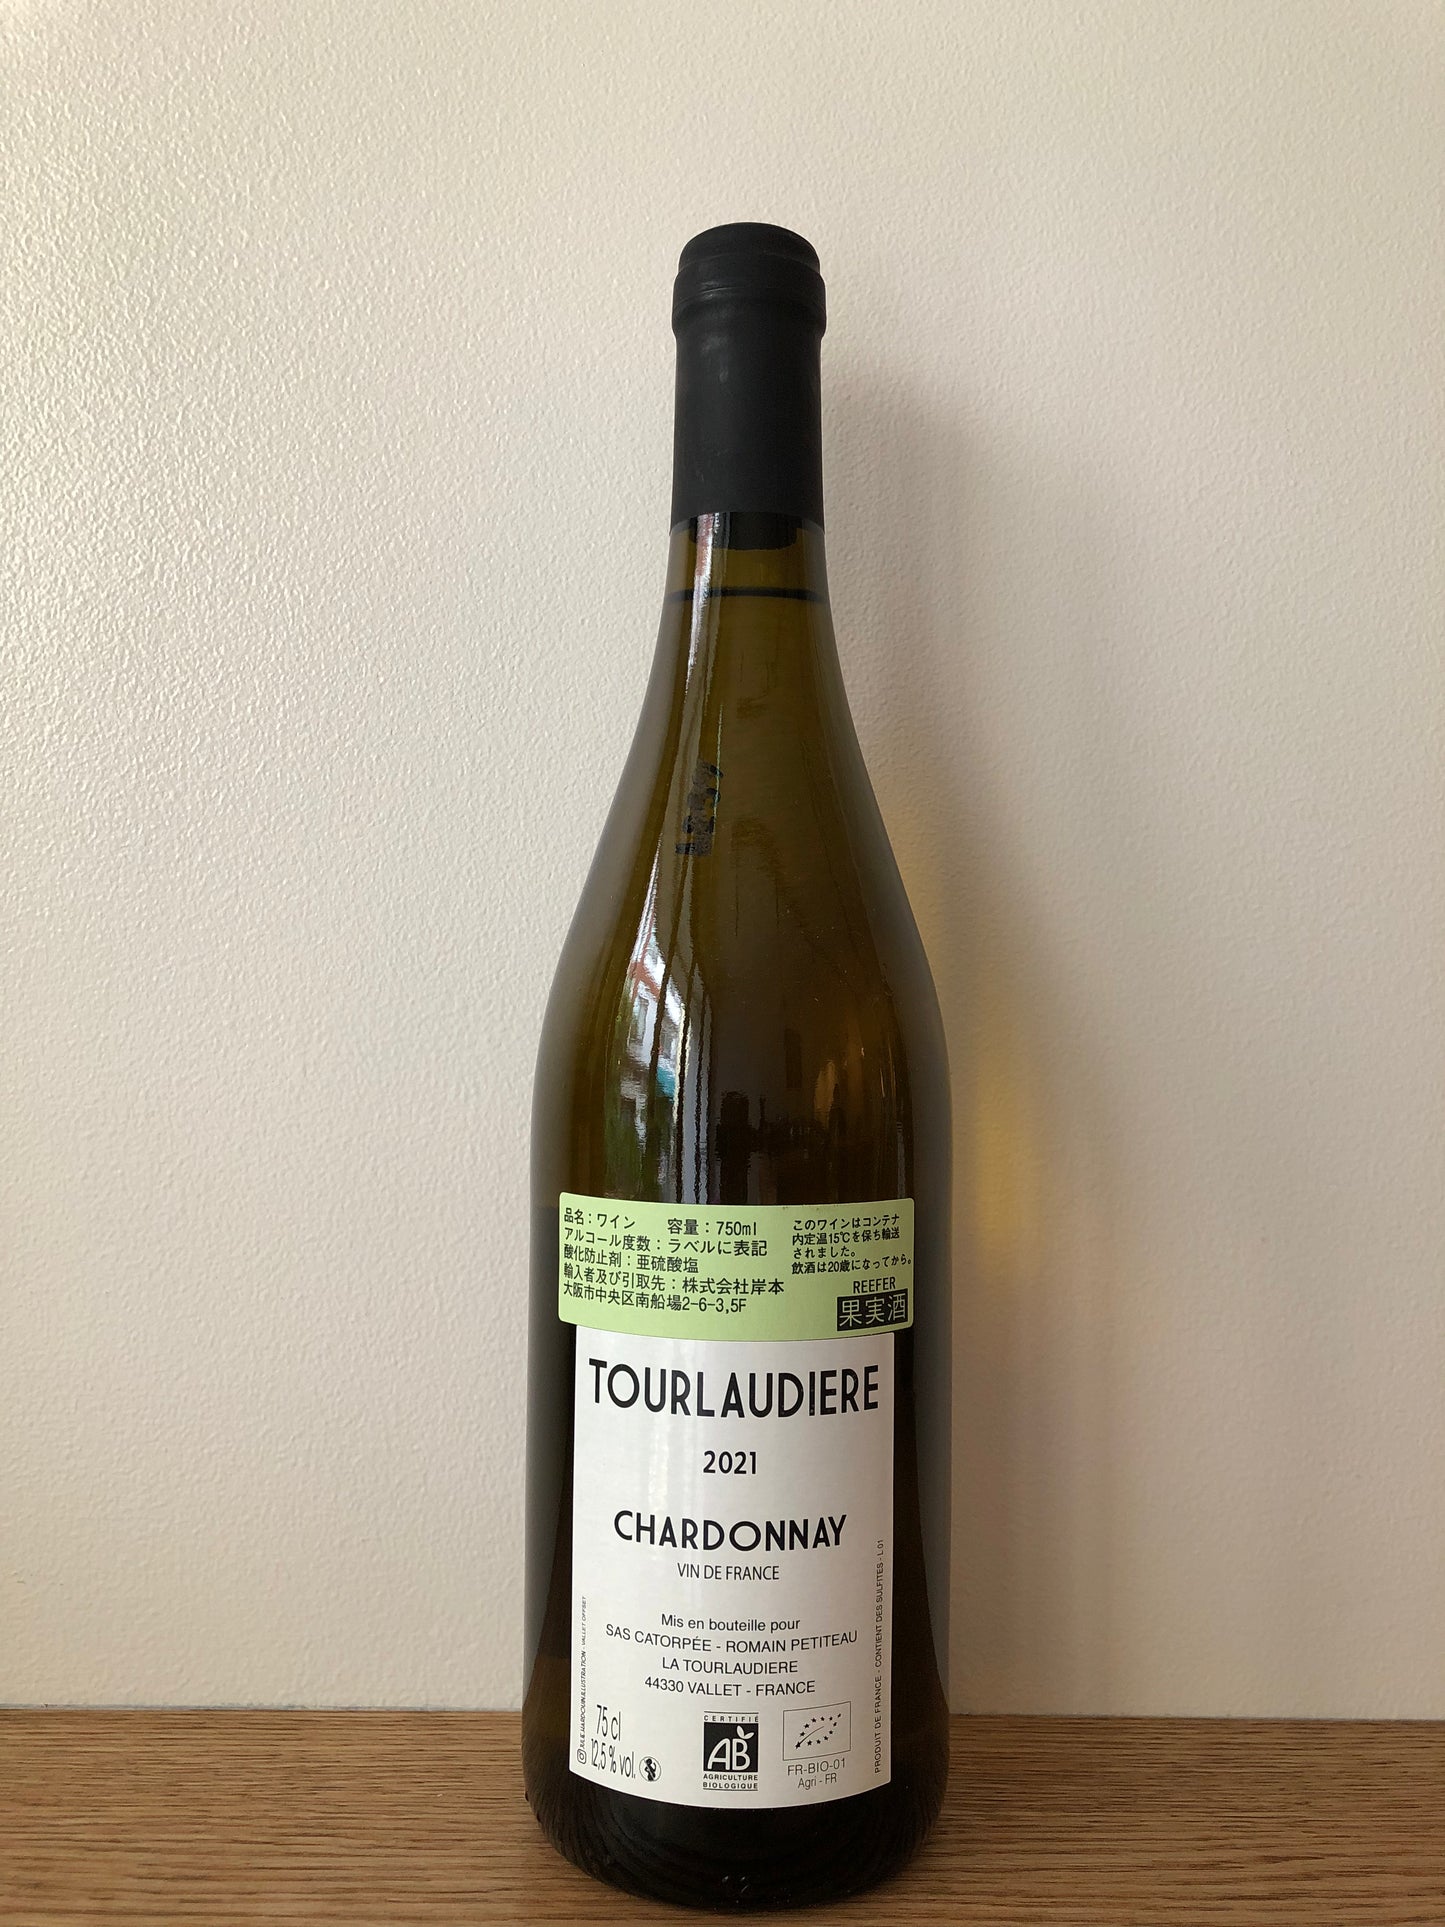 品名：ワイン　　容量：750ml
アルコール度数：ラベルに表記
酸化防止剤：亜硫酸塩
輸入者及び引取先：株式会社岸本
大阪市中央区南船場2-6-3,5F
このワインはコンテナ
内定温15℃を保ち輸送
されました。
飲酒は20歳になってから。
REEFER
果実酒
TOURLAUDIERE
2021
CHARDONNAY
VIN DE FRANCE
Mis en bouteille pour
SAS CATORPÉE - ROMAIN PETITEAU
LA TOURLAUDIERE
44330 VALLET - FRANCE
75 cl
12,5 % vol.
CERTIFIÉ
AB
AGRICULTURE
BIOLOGIQUE
FR-BIO-01
Agri - FR
JULIE.HARDOUIN.ILLUSTRATION - VALLET OFFSET
PRODUIT DE FRANCE - CONTIENT DES SULFITES - L 01